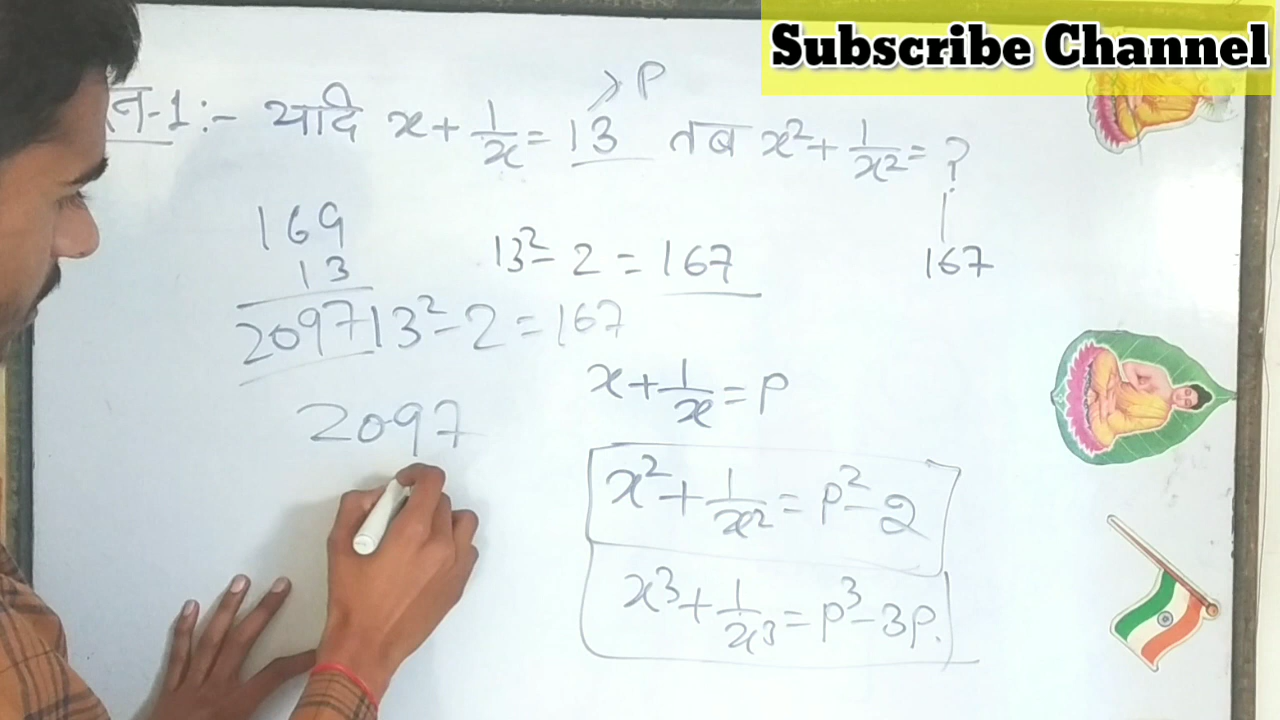 Subscribe Channel
→ P
न-1:- यादि x + 1/x = 13 तब x² + 1/x² = ?
167
169
13
2097
13² - 2 = 167
13² - 2 = 167
2097
x + 1/x = P
x² + 1/x² = P² - 2
x³ + 1/x³ = P³ - 3P.